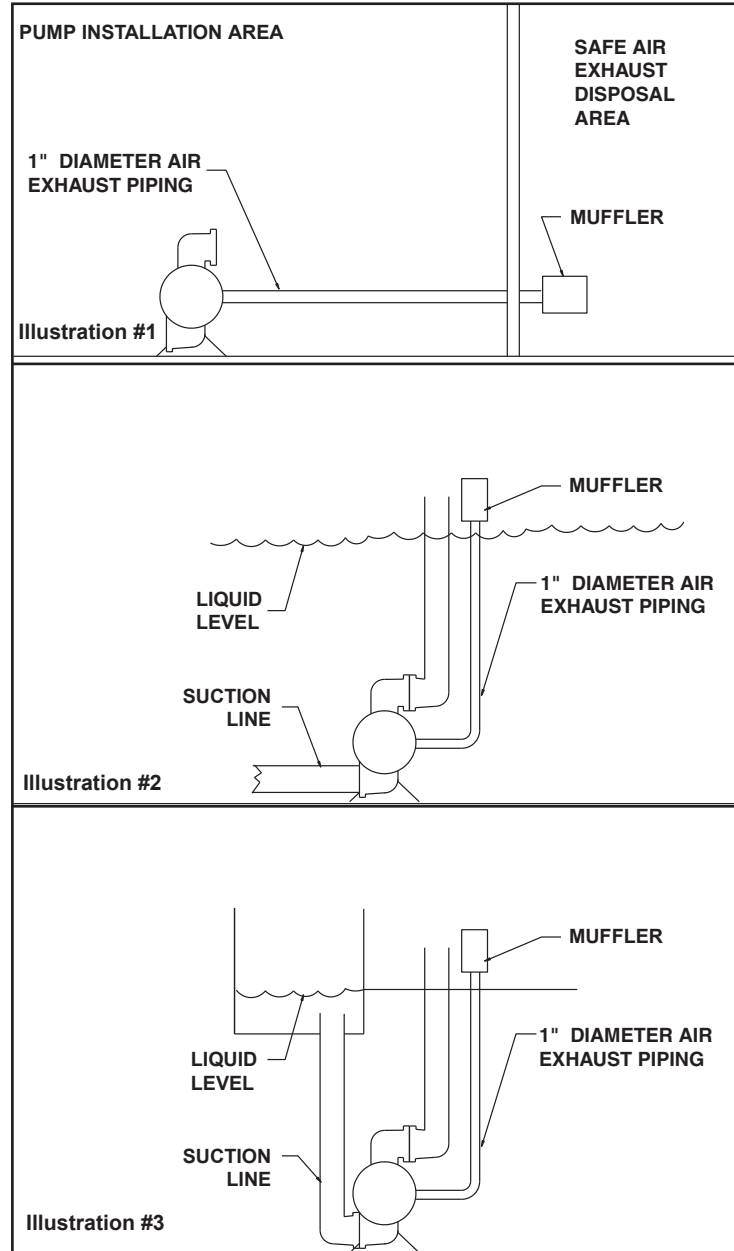 PUMP INSTALLATION AREA
SAFE AIR
EXHAUST
DISPOSAL
AREA
1" DIAMETER AIR
EXHAUST PIPING
MUFFLER
Illustration #1
MUFFLER
LIQUID
LEVEL
1" DIAMETER AIR
EXHAUST PIPING
SUCTION
LINE
Illustration #2
MUFFLER
LIQUID
LEVEL
1" DIAMETER AIR
EXHAUST PIPING
SUCTION
LINE
Illustration #3